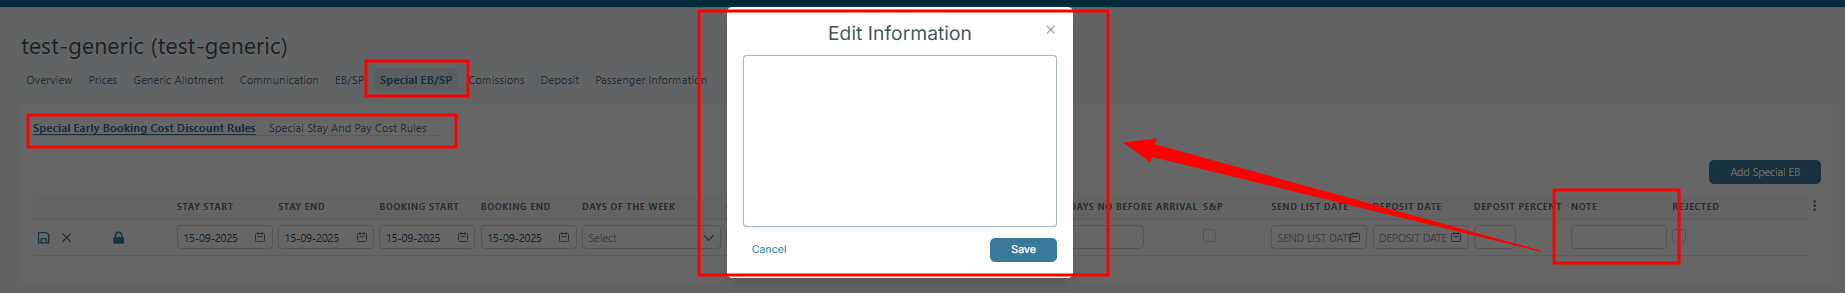 Edit Information ×
test-generic (test-generic)
Overview Prices Generic Allotment Communication EB/SP Special EB/SP Comissions Deposit Passenger Information
Special Early Booking Cost Discount Rules Special Stay And Pay Cost Rules
Add Special EB
STAY START STAY END BOOKING START BOOKING END DAYS OF THE WEEK DAYS NO BEFORE ARRIVAL S&P SEND LIST DATE DEPOSIT DATE DEPOSIT PERCENT NOTE REJECTED
15-09-2025 15-09-2025 15-09-2025 15-09-2025 Select SEND LIST DATE DEPOSIT DATE
Cancel Save